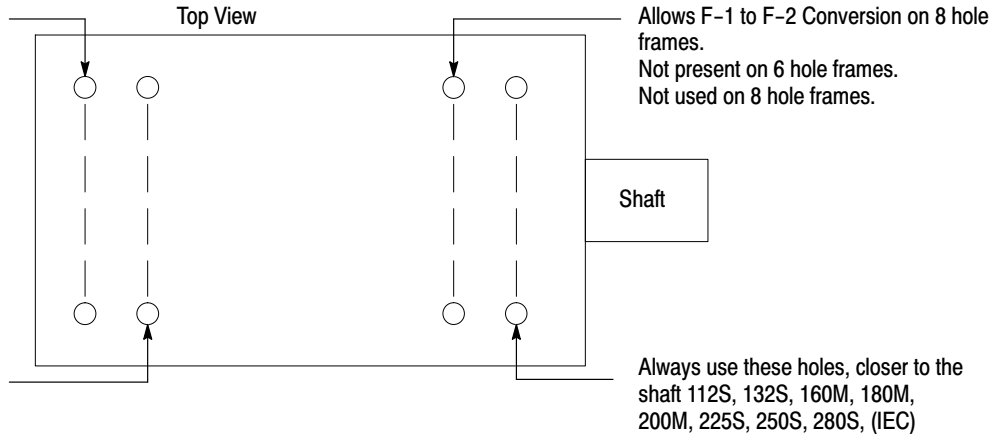 Top View
Allows F-1 to F-2 Conversion on 8 hole
frames.
Not present on 6 hole frames.
Not used on 8 hole frames.
Shaft
Always use these holes, closer to the
shaft 112S, 132S, 160M, 180M,
200M, 225S, 250S, 280S, (IEC)